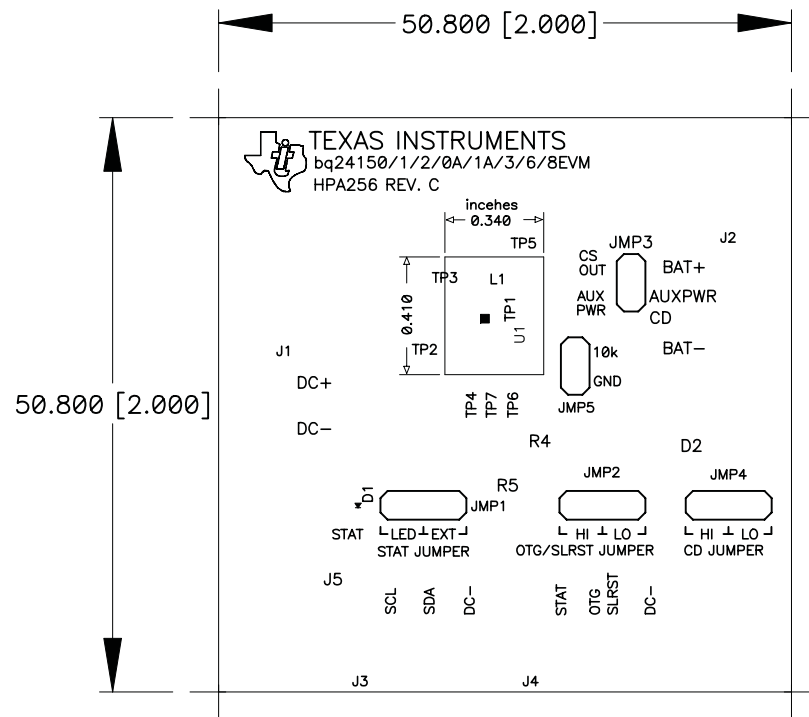 50.800 [2.000]
TEXAS INSTRUMENTS
bq24150/1/2/0A/1A/3/6/8EVM
HPA256 REV. C
incehes
0.340
TP5
JMP3
J2
CS
OUT
BAT+
TP3
L1
AUX
PWR
AUXPWR
CD
TP1
U1
0.410
TP2
10k
BAT-
J1
DC+
GND
JMP5
50.800 [2.000]
TP4
TP7
TP6
DC-
R4
D2
JMP2
JMP4
R5
D1
JMP1
STAT
LED
EXT
HI
LO
HI
LO
STAT JUMPER
OTG/SLRST JUMPER
CD JUMPER
J5
SCL
SDA
DC-
STAT
OTG
SLRST
DC-
J3
J4